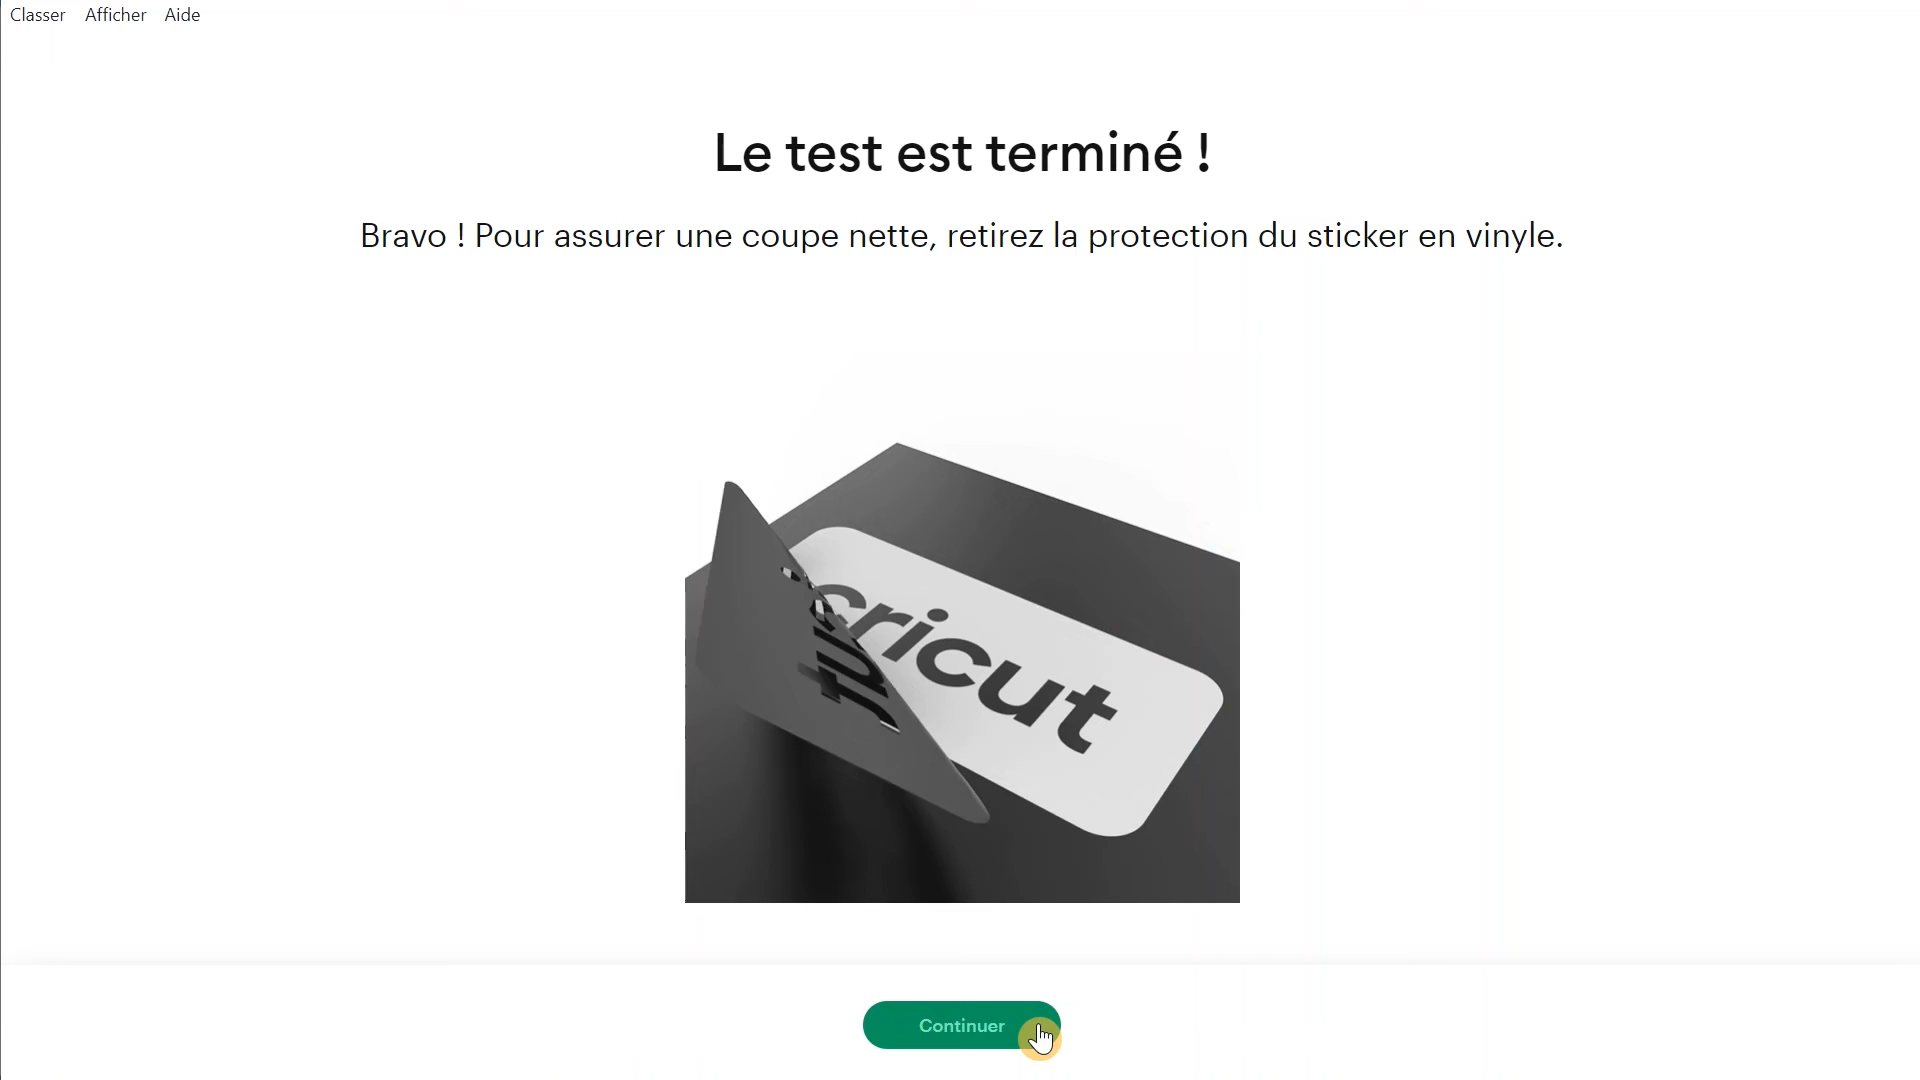 Classer Afficher Aide
Le test est terminé !
Bravo ! Pour assurer une coupe nette, retirez la protection du sticker en vinyle.
cricut
Continuer